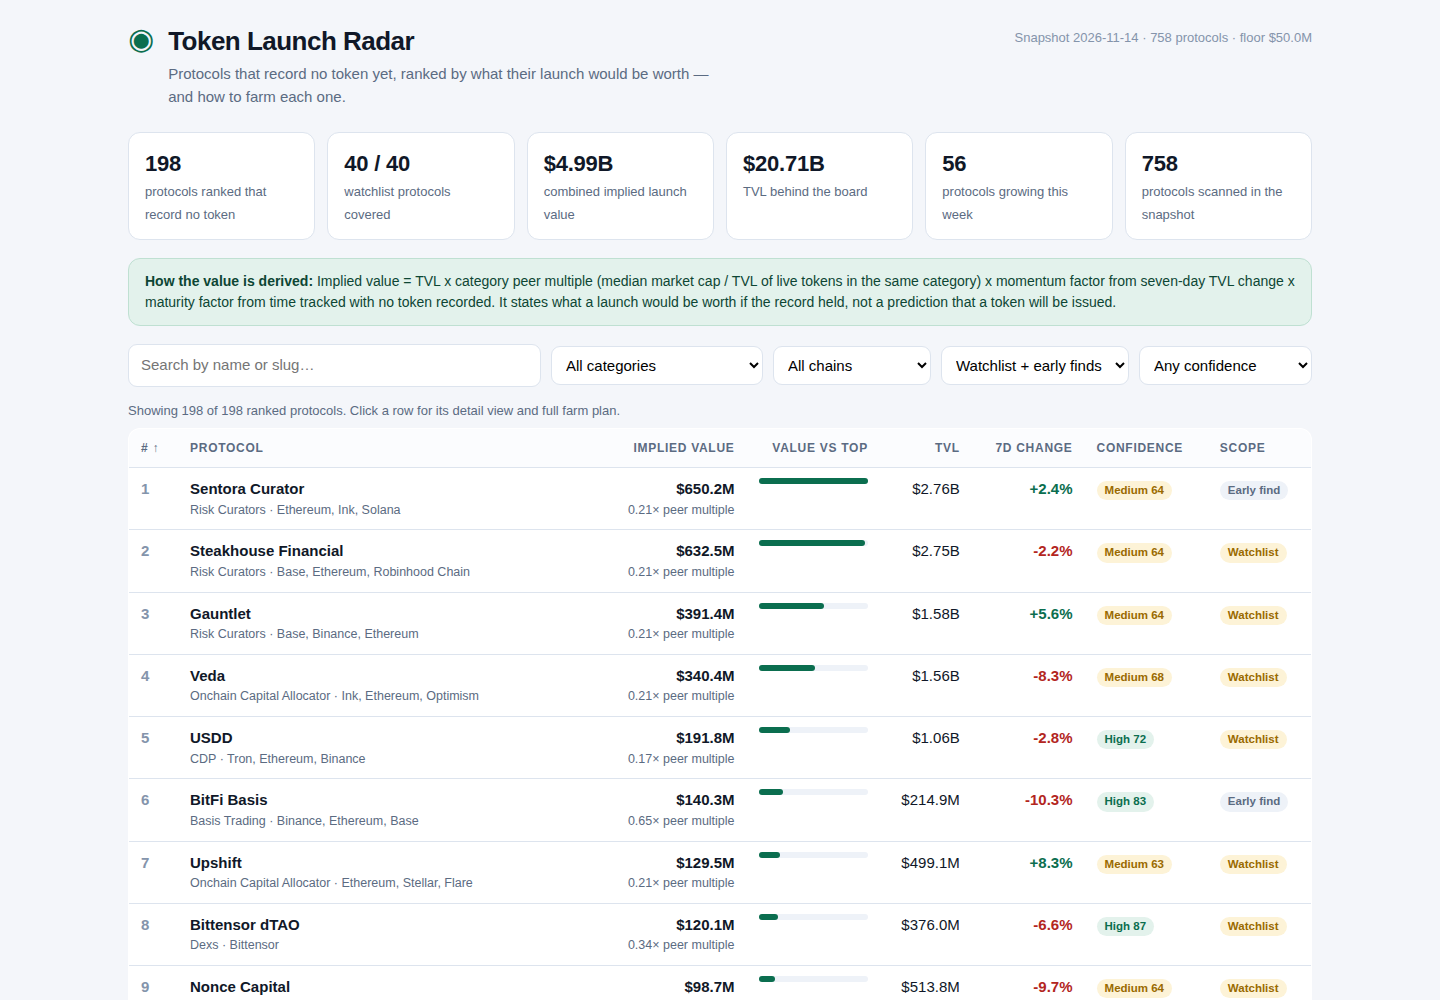 Token Launch Radar
Snapshot 2026-11-14 · 758 protocols · floor $50.0M
Protocols that record no token yet, ranked by what their launch would be worth —
and how to farm each one.
198
protocols ranked that
record no token
40 / 40
watchlist protocols
covered
$4.99B
combined implied launch
value
$20.71B
TVL behind the board
56
protocols growing this
week
758
protocols scanned in the
snapshot
How the value is derived: Implied value = TVL x category peer multiple (median market cap / TVL of live tokens in the same category) x momentum factor from seven-day TVL change x
maturity factor from time tracked with no token recorded. It states what a launch would be worth if the record held, not a prediction that a token will be issued.
Search by name or slug…
All categories
All chains
Watchlist + early finds
Any confidence
Showing 198 of 198 ranked protocols. Click a row for its detail view and full farm plan.
# ↑ PROTOCOL IMPLIED VALUE VALUE VS TOP TVL 7D CHANGE CONFIDENCE SCOPE
1 Sentora Curator $650.2M $2.76B +2.4% Medium 64 Early find
Risk Curators · Ethereum, Ink, Solana 0.21× peer multiple
2 Steakhouse Financial $632.5M $2.75B -2.2% Medium 64 Watchlist
Risk Curators · Base, Ethereum, Robinhood Chain 0.21× peer multiple
3 Gauntlet $391.4M $1.58B +5.6% Medium 64 Watchlist
Risk Curators · Base, Binance, Ethereum 0.21× peer multiple
4 Veda $340.4M $1.56B -8.3% Medium 68 Watchlist
Onchain Capital Allocator · Ink, Ethereum, Optimism 0.21× peer multiple
5 USDD $191.8M $1.06B -2.8% High 72 Watchlist
CDP · Tron, Ethereum, Binance 0.17× peer multiple
6 BitFi Basis $140.3M $214.9M -10.3% High 83 Early find
Basis Trading · Binance, Ethereum, Base 0.65× peer multiple
7 Upshift $129.5M $499.1M +8.3% Medium 63 Watchlist
Onchain Capital Allocator · Ethereum, Stellar, Flare 0.21× peer multiple
8 Bittensor dTAO $120.1M $376.0M -6.6% High 87 Watchlist
Dexs · Bittensor 0.34× peer multiple
9 Nonce Capital $98.7M $513.8M -9.7% Medium 64 Watchlist